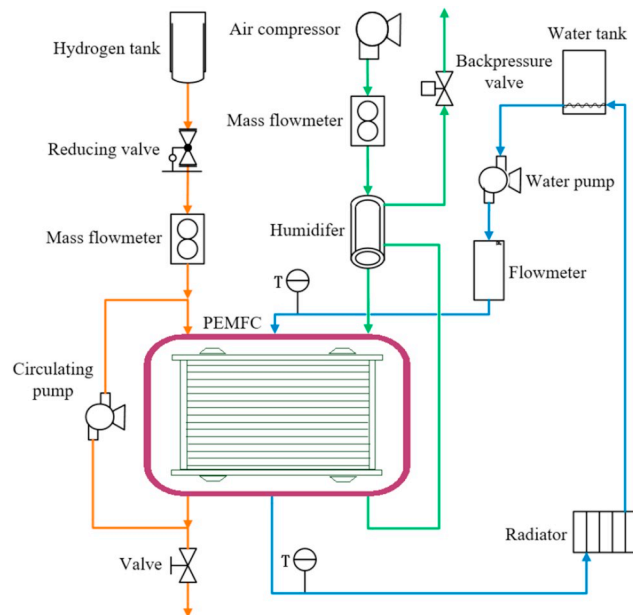 Hydrogen tank
Air compressor
Water tank
Backpressure
valve
Mass flowmeter
Reducing valve
Water pump
Mass flowmeter
Humidifer
Flowmeter
T
PEMFC
Circulating
pump
Radiator
Valve
T